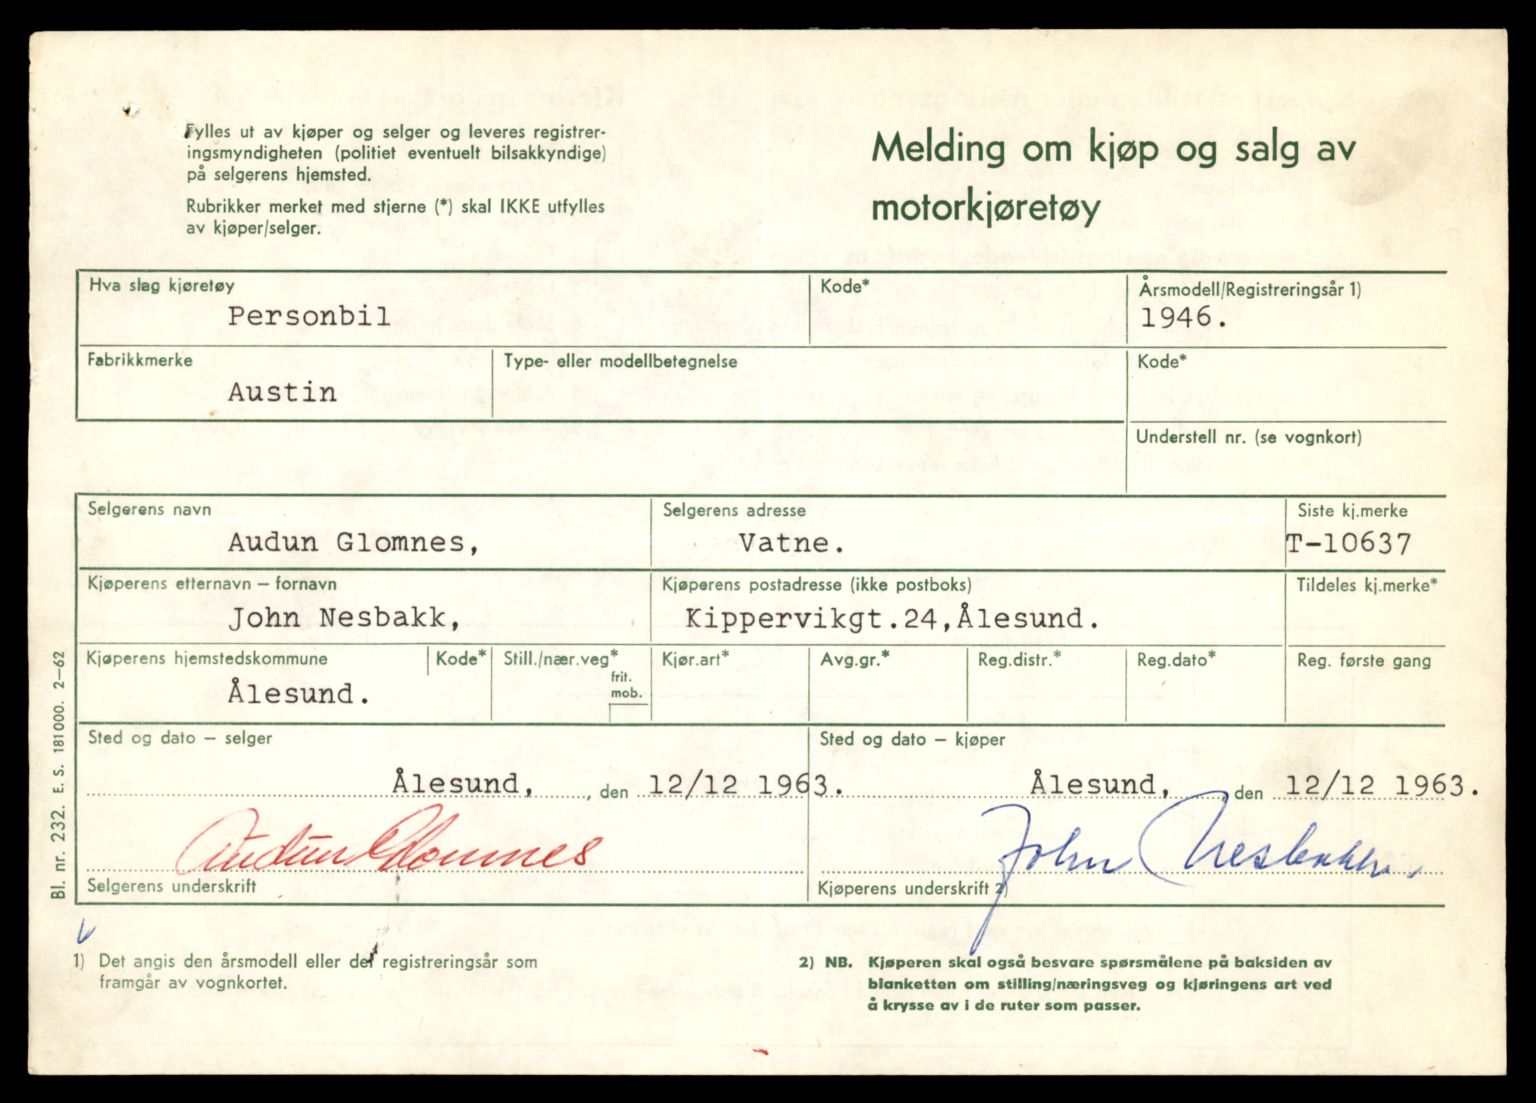 Fylles ut av kjøper og selger og leveres registrer-
ingsmyndigheten (politiet eventuelt bilsakkyndige)
på selgerens hjemsted.
Rubrikker merket med stjerne (*) skal IKKE utfylles
av kjøper/selger.
Melding om kjøp og salg av
motorkjøretøy
Hva slag kjøretøy
Personbil
Kode*
Årsmodell/Registreringsår 1)
1946.
Fabrikkmerke
Austin
Type- eller modellbetegnelse
Kode*
Understell nr. (se vognkort)
Selgerens navn
Audun Glomnes,
Selgerens adresse
Vatne.
Siste kj.merke
T-10637
Kjøperens etternavn – fornavn
John Nesbakk,
Kjøperens postadresse (ikke postboks)
Kippervikgt.24,Ålesund.
Tildeles kj.merke*
Kjøperens hjemstedskommune
Ålesund.
Kode*
Still./nær.veg*
frit.
mob.
Kjør.art*
Avg.gr.*
Reg.distr.*
Reg.dato*
Reg. første gang
Sted og dato – selger
Ålesund, , den 12/12 1963.
Audun Glomnes
Selgerens underskrift
Sted og dato – kjøper
Ålesund, , den 12/12 1963.
John Nesbakk.
Kjøperens underskrift 2)
Bl. nr. 232. E.S. 181000. 2–62
1) Det angis den årsmodell eller det registreringsår som
framgår av vognkortet.
2) NB. Kjøperen skal også besvare spørsmålene på baksiden av
blanketten om stilling/næringsveg og kjøringens art ved
å krysse av i de ruter som passer.